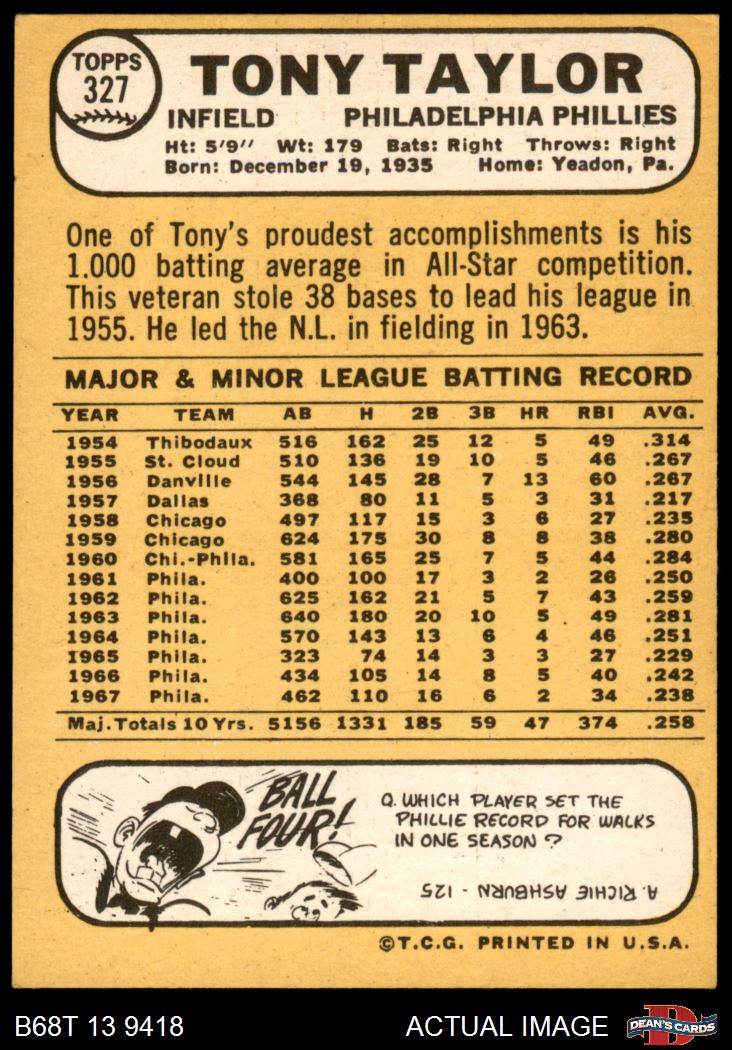 TOPPS
327
TONY TAYLOR
INFIELD PHILADELPHIA PHILLIES
Ht: 5'9" Wt: 179 Bats: Right Throws: Right
Born: December 19, 1935 Home: Yeadon, Pa.
One of Tony's proudest accomplishments is his
1.000 batting average in All-Star competition.
This veteran stole 38 bases to lead his league in
1955. He led the N.L. in fielding in 1963.
MAJOR & MINOR LEAGUE BATTING RECORD
YEAR TEAM AB H 2B 3B HR RBI AVG.
1954 Thibodaux 516 162 25 12 5 49 .314
1955 St. Cloud 510 136 19 10 5 46 .267
1956 Danville 544 145 28 7 13 60 .267
1957 Dallas 368 80 11 5 3 31 .217
1958 Chicago 497 117 15 3 6 27 .235
1959 Chicago 624 175 30 8 8 38 .280
1960 Chi.-Phila. 581 165 25 7 5 44 .284
1961 Phila. 400 100 17 3 2 26 .250
1962 Phila. 625 162 21 5 7 43 .259
1963 Phila. 640 180 20 10 5 49 .281
1964 Phila. 570 143 13 6 4 46 .251
1965 Phila. 323 74 14 3 3 27 .229
1966 Phila. 434 105 14 8 5 40 .242
1967 Phila. 462 110 16 6 2 34 .238
Maj. Totals 10 Yrs. 5156 1331 185 59 47 374 .258
BALL
FOUR!
Q. WHICH PLAYER SET THE
PHILLIE RECORD FOR WALKS
IN ONE SEASON?
A. RICHIE ASHBURN - 125
©T.C.G. PRINTED IN U.S.A.
B68T 13 9418 ACTUAL IMAGE
D
DEAN'S CARDS